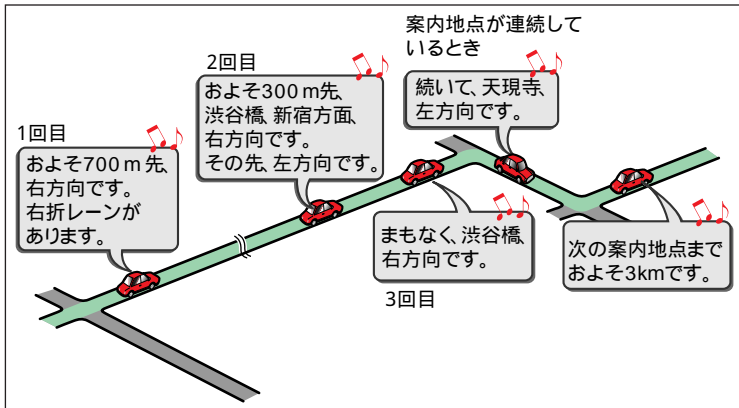 1回目
およそ700m先、
右方向です。
右折レーンが
あります。
2回目
およそ300m先、
渋谷橋、新宿方面、
右方向です。
その先、左方向です。
まもなく、渋谷橋、
右方向です。
3回目
案内地点が連続して
いるとき
続いて、天現寺、
左方向です。
次の案内地点まで
およそ3kmです。